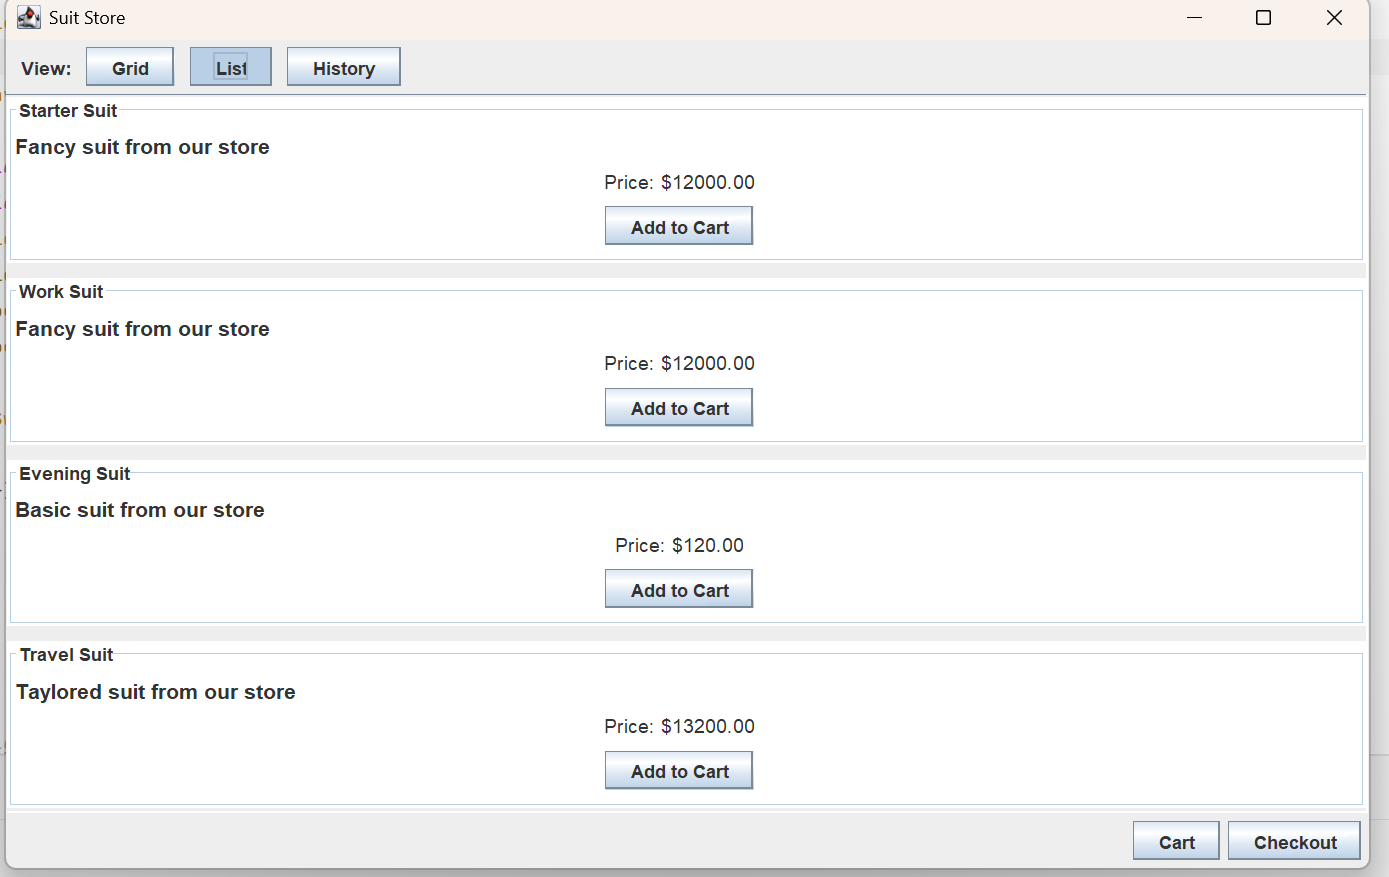 Suit Store
View: Grid List History
Starter Suit
Fancy suit from our store
Price: $12000.00
Add to Cart
Work Suit
Fancy suit from our store
Price: $12000.00
Add to Cart
Evening Suit
Basic suit from our store
Price: $120.00
Add to Cart
Travel Suit
Taylored suit from our store
Price: $13200.00
Add to Cart
Cart Checkout